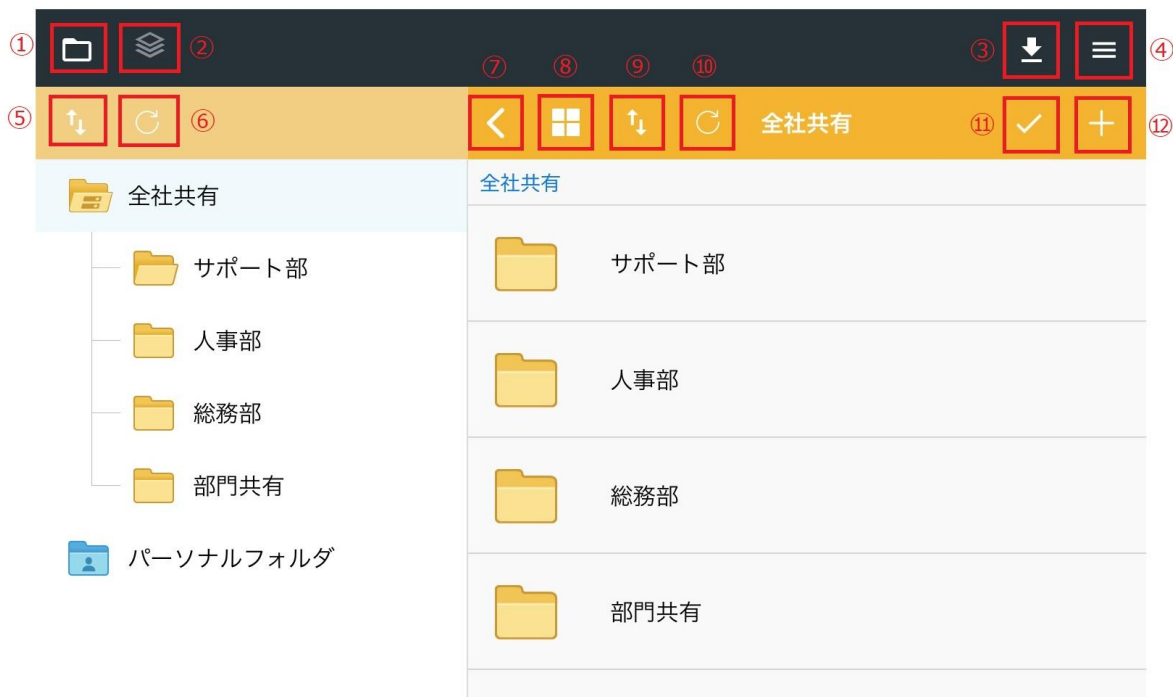 ① ② ③ ④
⑦ ⑧ ⑨ ⑩
⑤ ⑥ 全社共有 ⑪ ⑫
全社共有
サポート部
人事部
総務部
部門共有
パーソナルフォルダ
全社共有
サポート部
人事部
総務部
部門共有